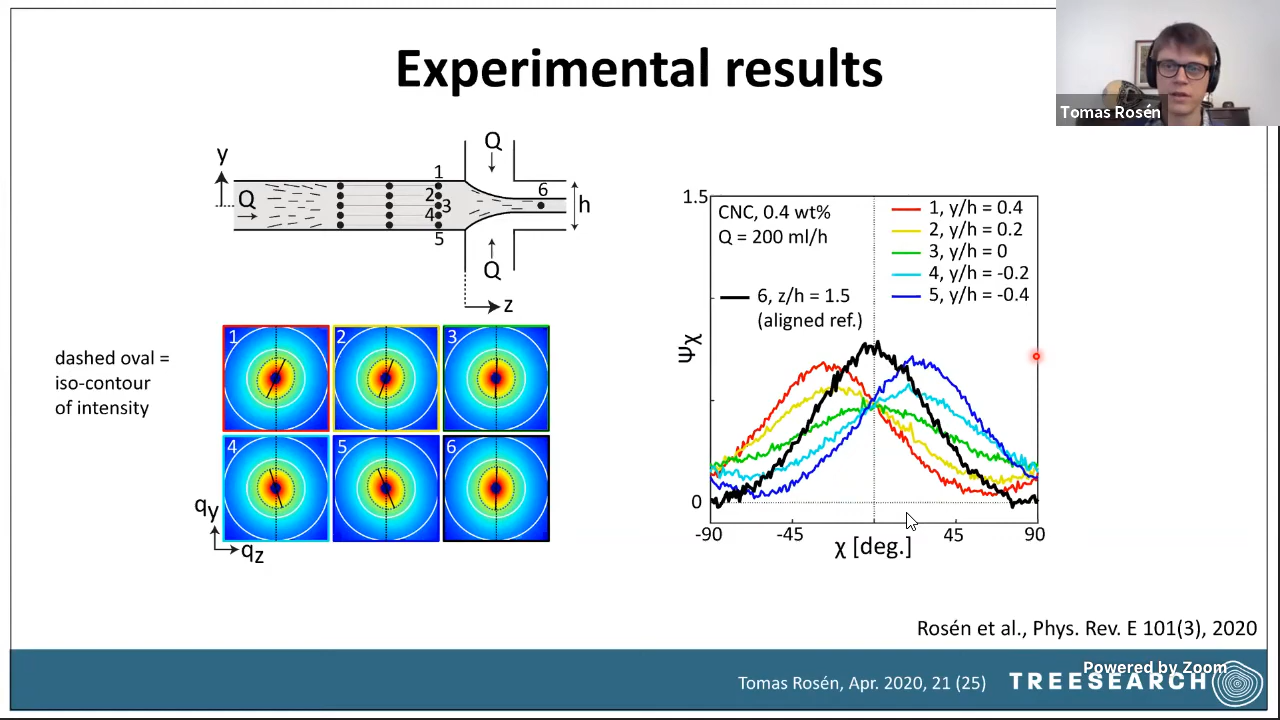 Experimental results
Tomas Rosén
y
Q
Q
Q
1
2
3
4
5
6
h
z
dashed oval =
iso-contour
of intensity
1
2
3
4
5
6
qy
qz
1.5
0
ψχ
CNC, 0.4 wt%
Q = 200 ml/h
6, z/h = 1.5
(aligned ref.)
1, y/h = 0.4
2, y/h = 0.2
3, y/h = 0
4, y/h = -0.2
5, y/h = -0.4
-90
-45
45
90
χ [deg.]
Rosén et al., Phys. Rev. E 101(3), 2020
Tomas Rosén, Apr. 2020, 21 (25)
TREESEARCH
Powered by Zoom